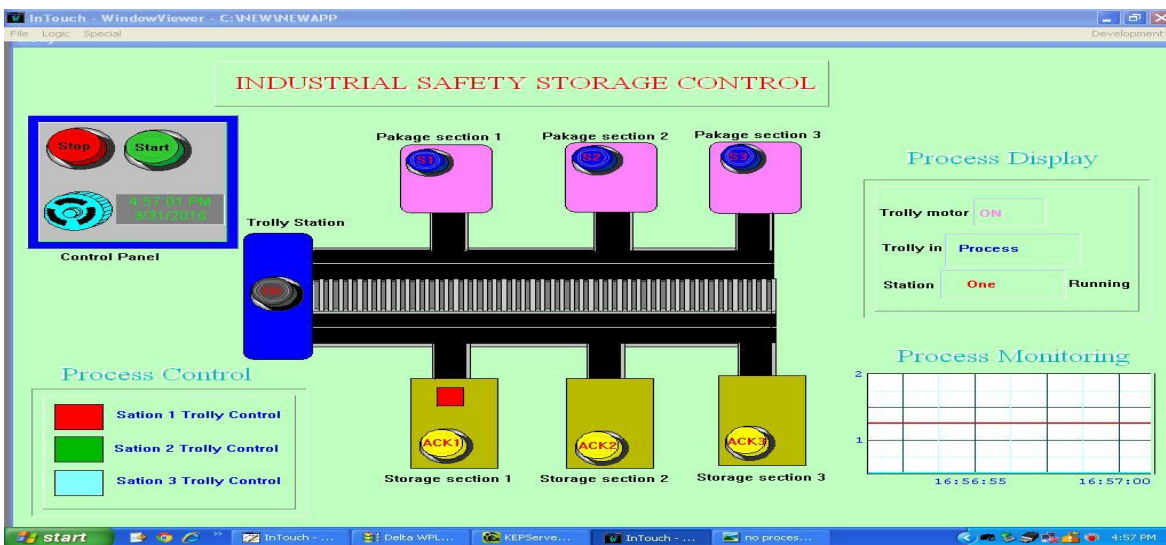 InTouch - WindowViewer - C:\NEW\NEWAPP
File Logic Special Development
INDUSTRIAL SAFETY STORAGE CONTROL
Stop Start
4:57:01 PM
3/31/2016
Control Panel
Pakage section 1 Pakage section 2 Pakage section 3
S1 S2 S3
Trolly Station
Process Display
Trolly motor ON
Trolly in Process
Station One Running
Process Control
Sation 1 Trolly Control
Sation 2 Trolly Control
Sation 3 Trolly Control
ACK1 ACK2 ACK3
Storage section 1 Storage section 2 Storage section 3
Process Monitoring
2
1
16:56:55 16:57:00
start InTouch - ... Delta WPL... KEPServe... InTouch - ... no proces... 4:57 PM